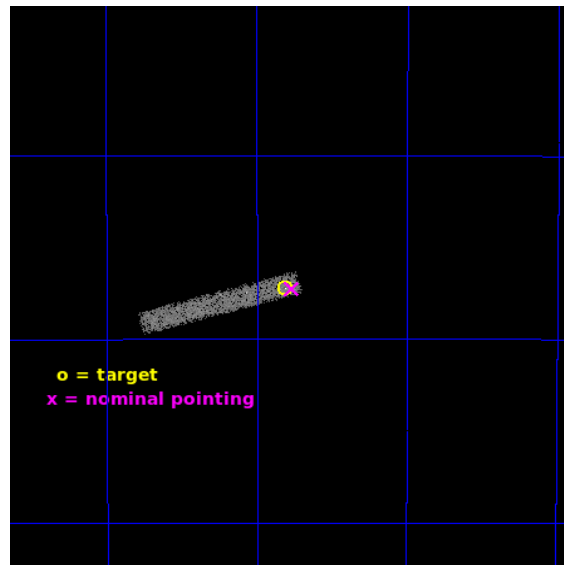 o = target
x = nominal pointing